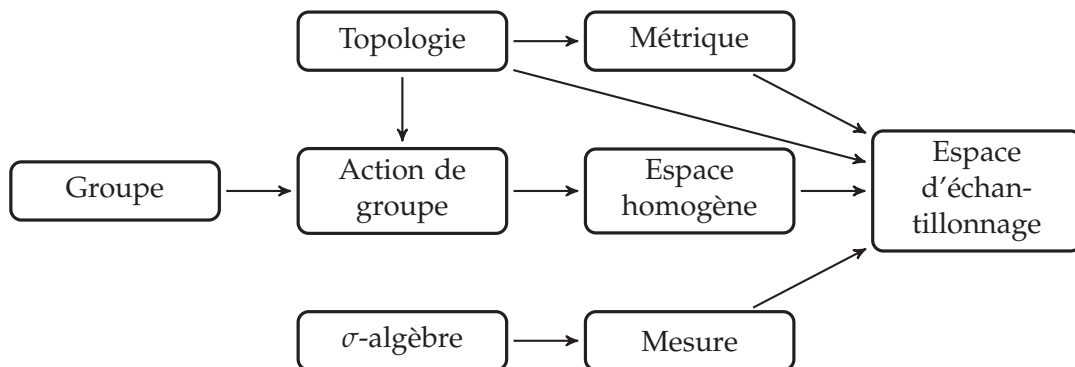 Topologie
Métrique
Groupe
Action de
groupe
Espace
homogène
Espace
d'échan-
tillonnage
σ-algèbre
Mesure